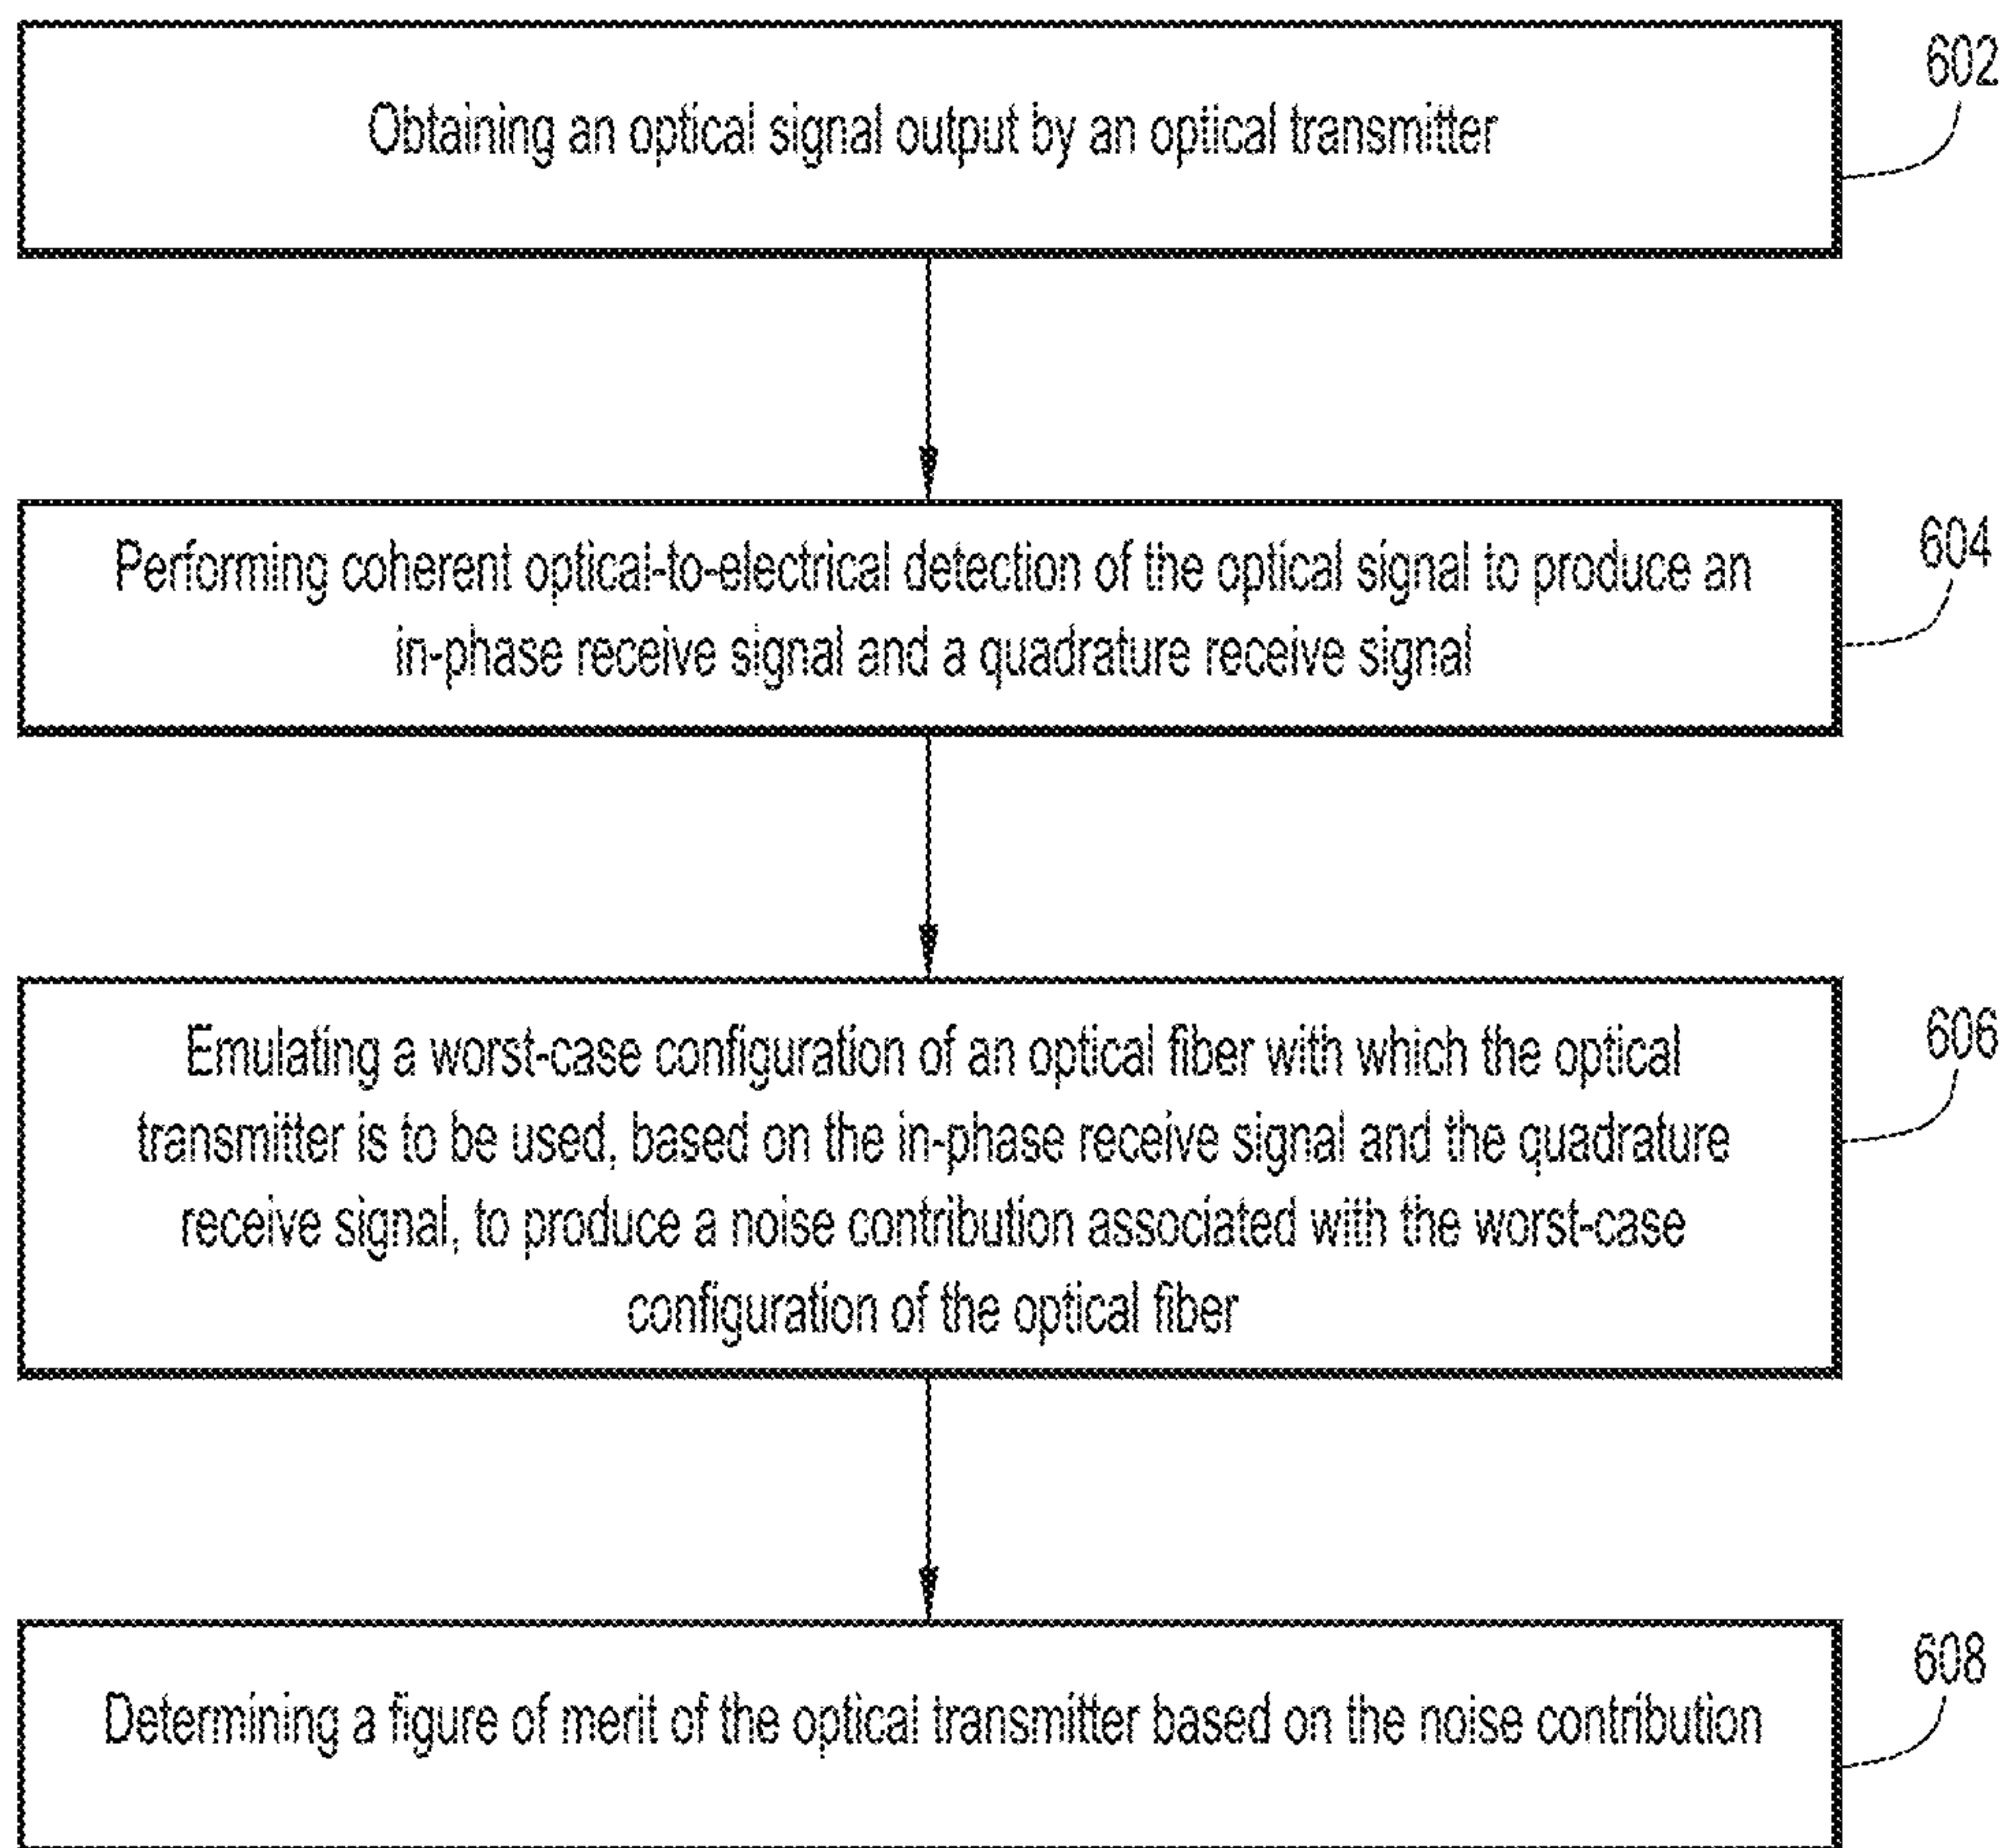 Obtaining an optical signal output by an optical transmitter
602
Performing coherent optical-to-electrical detection of the optical signal to produce an
in-phase receive signal and a quadrature receive signal
604
Emulating a worst-case configuration of an optical fiber with which the optical
transmitter is to be used, based on the in-phase receive signal and the quadrature
receive signal, to produce a noise contribution associated with the worst-case
configuration of the optical fiber
606
Determining a figure of merit of the optical transmitter based on the noise contribution
608